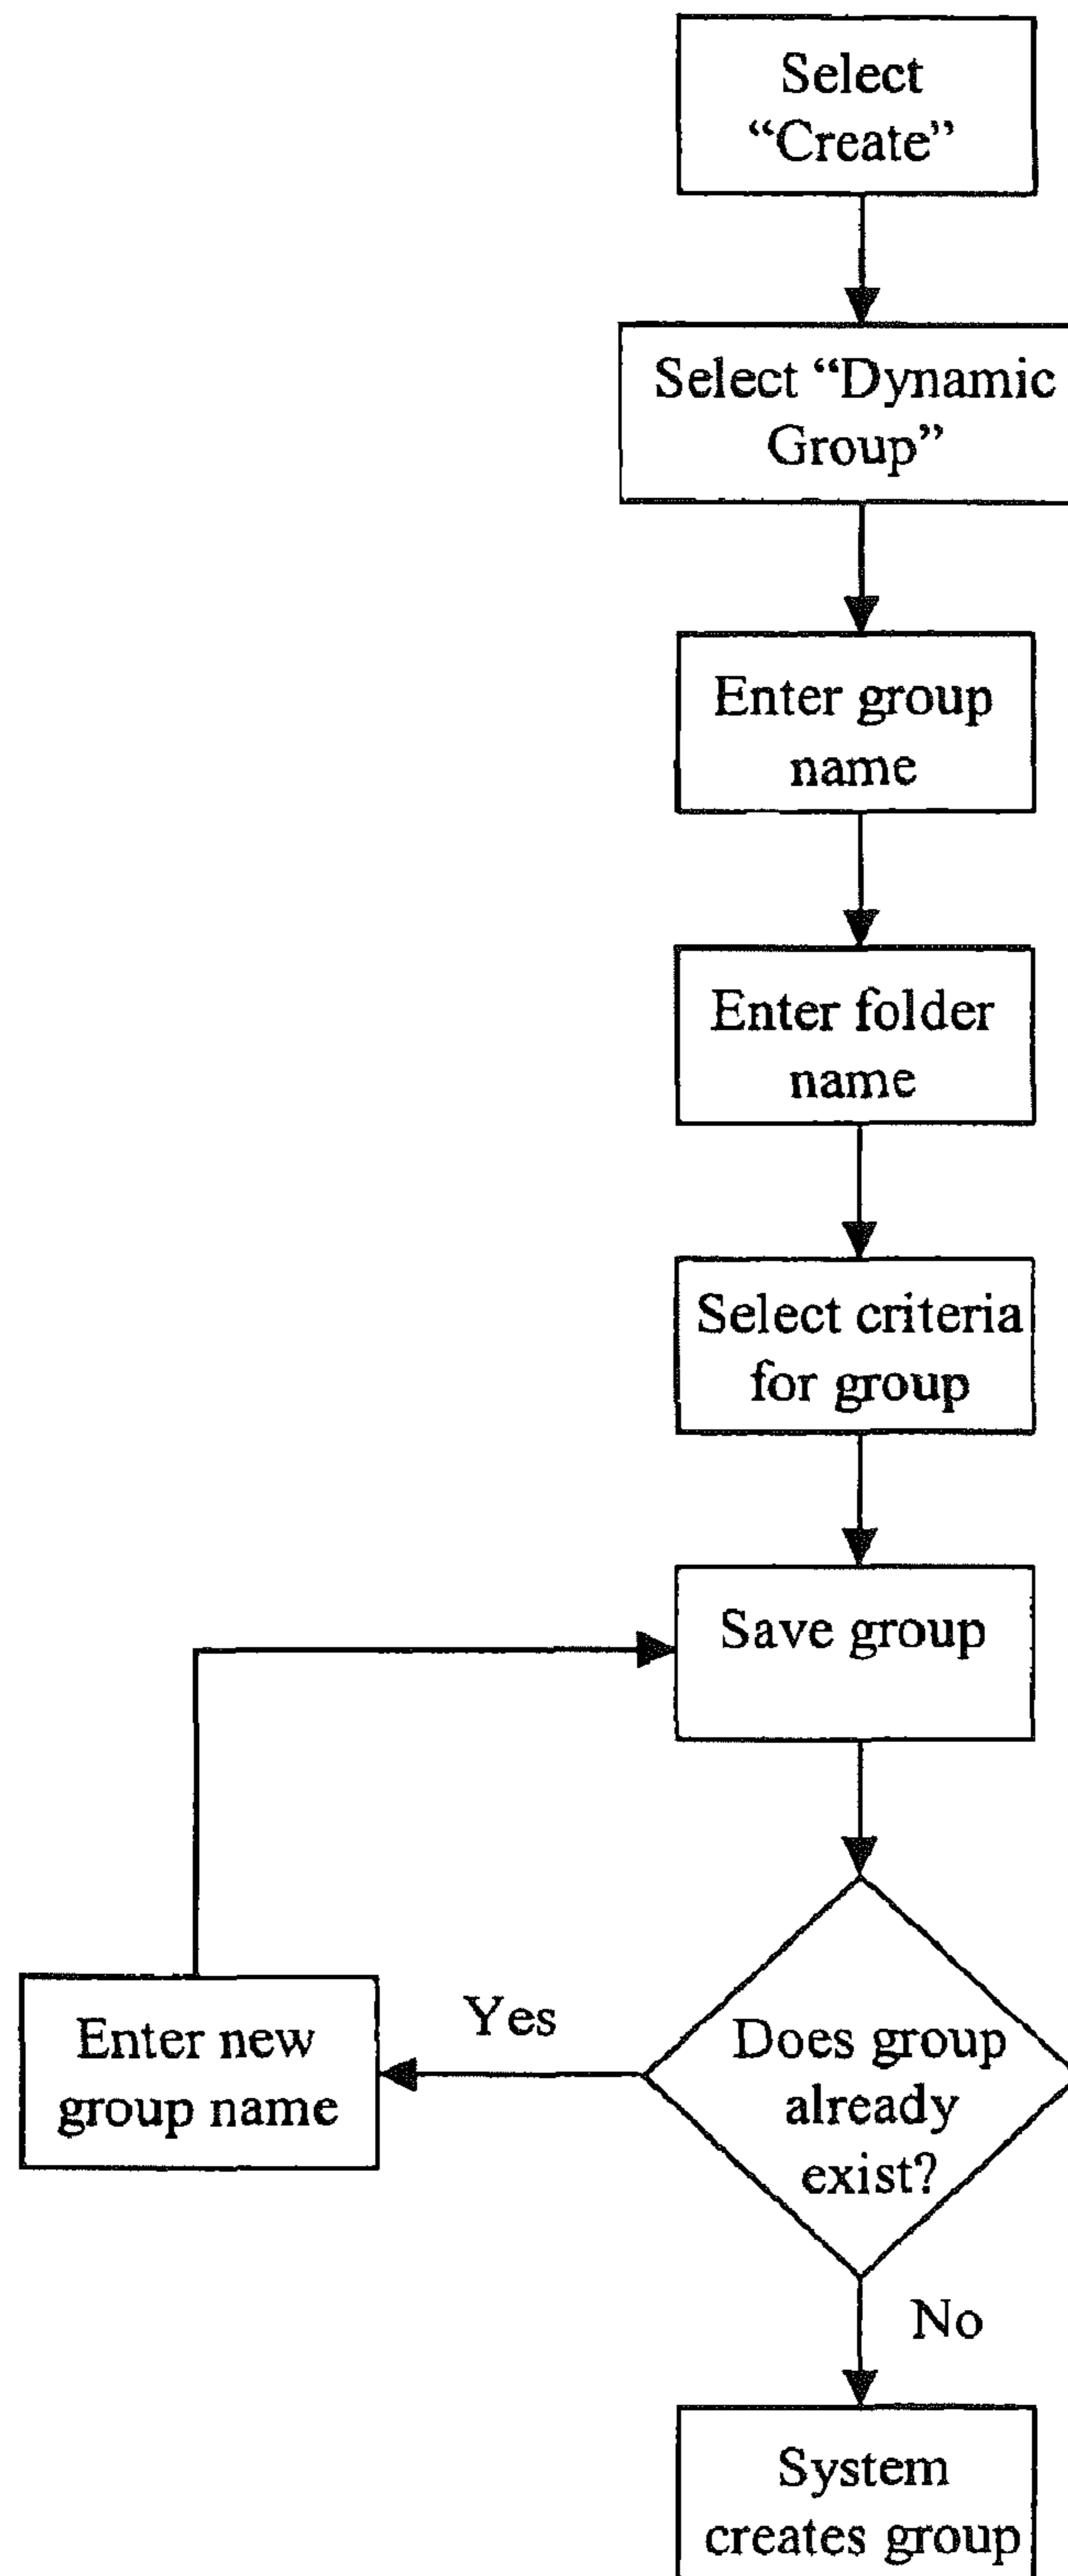 Select
“Create”
Select “Dynamic
Group”
Enter group
name
Enter folder
name
Select criteria
for group
Save group
Enter new
group name
Yes
Does group
already
exist?
No
System
creates group